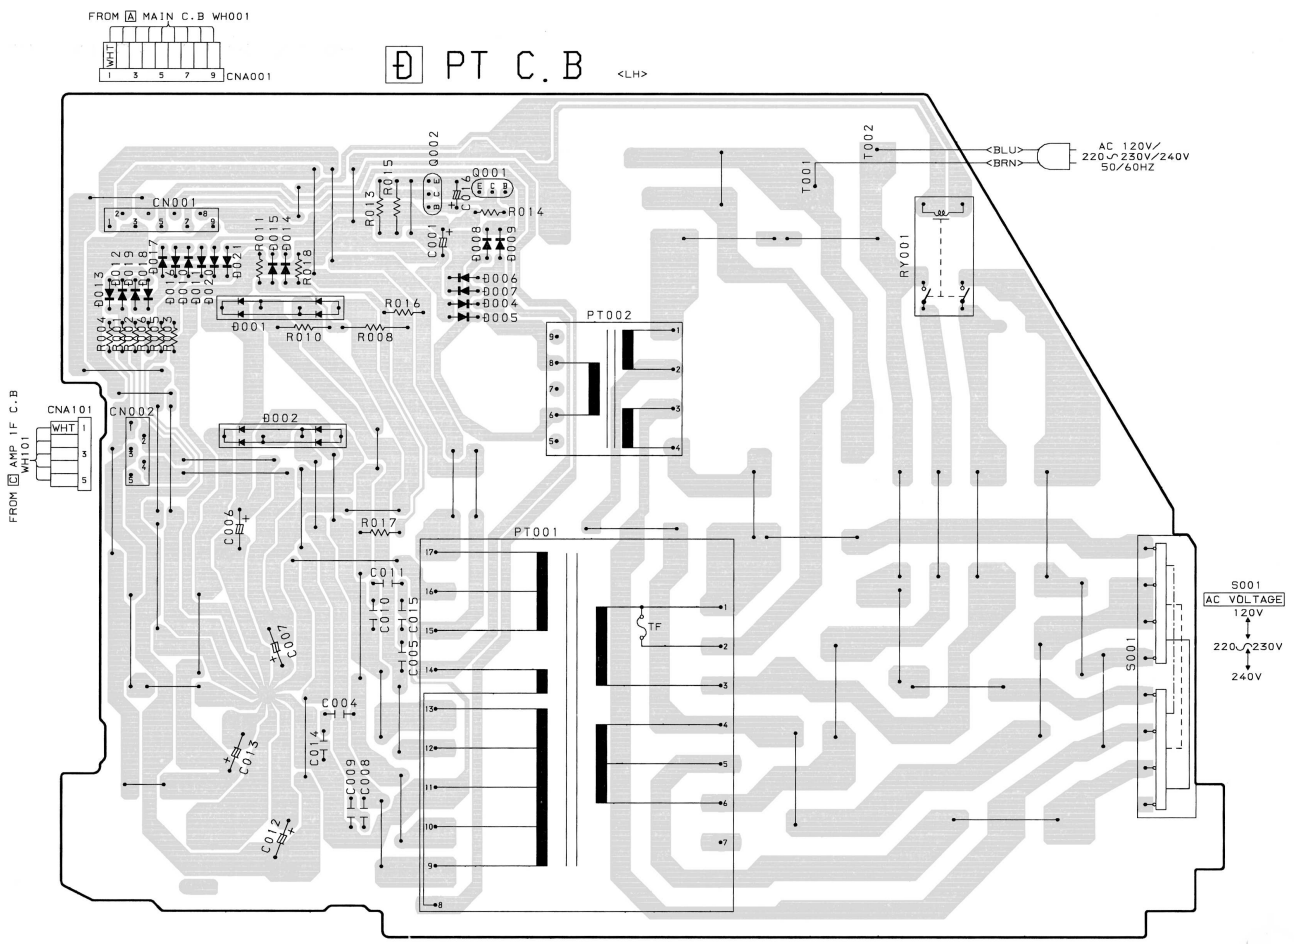 FROM A MAIN C.B WH001
WHT
1 3 5 7 9 CNA001
D PT C.B <LH>
T002
<BLU>
<BRN>
AC 120V/
220~230V/240V
50/60HZ
T001
Q002
E C B
C016
Q001
E C B
R015
R013
R014
CN001
2 8
1 3 5 7 9
C001
D008
D009
R011
D015
D014
R018
D017
D016
D010
D011
D020
D021
D013
D012
D019
D018
D006
D007
D004
D005
RY001
D001
R016
R010
R008
R004
PT002
9 8 7 6 5
1 2 3 4
FROM C AMP IF C.B
WH101
CNA101
WHT
1
3
5
CN002
D002
C006
R017
PT001
17
16
15
14
13
12
11
10
9
8
1
2
3
4
5
6
7
TF
C011
C010
C015
C005
C007
C004
C014
C013
C009
C008
C012
S001
S001
AC VOLTAGE
120V
220~230V
240V